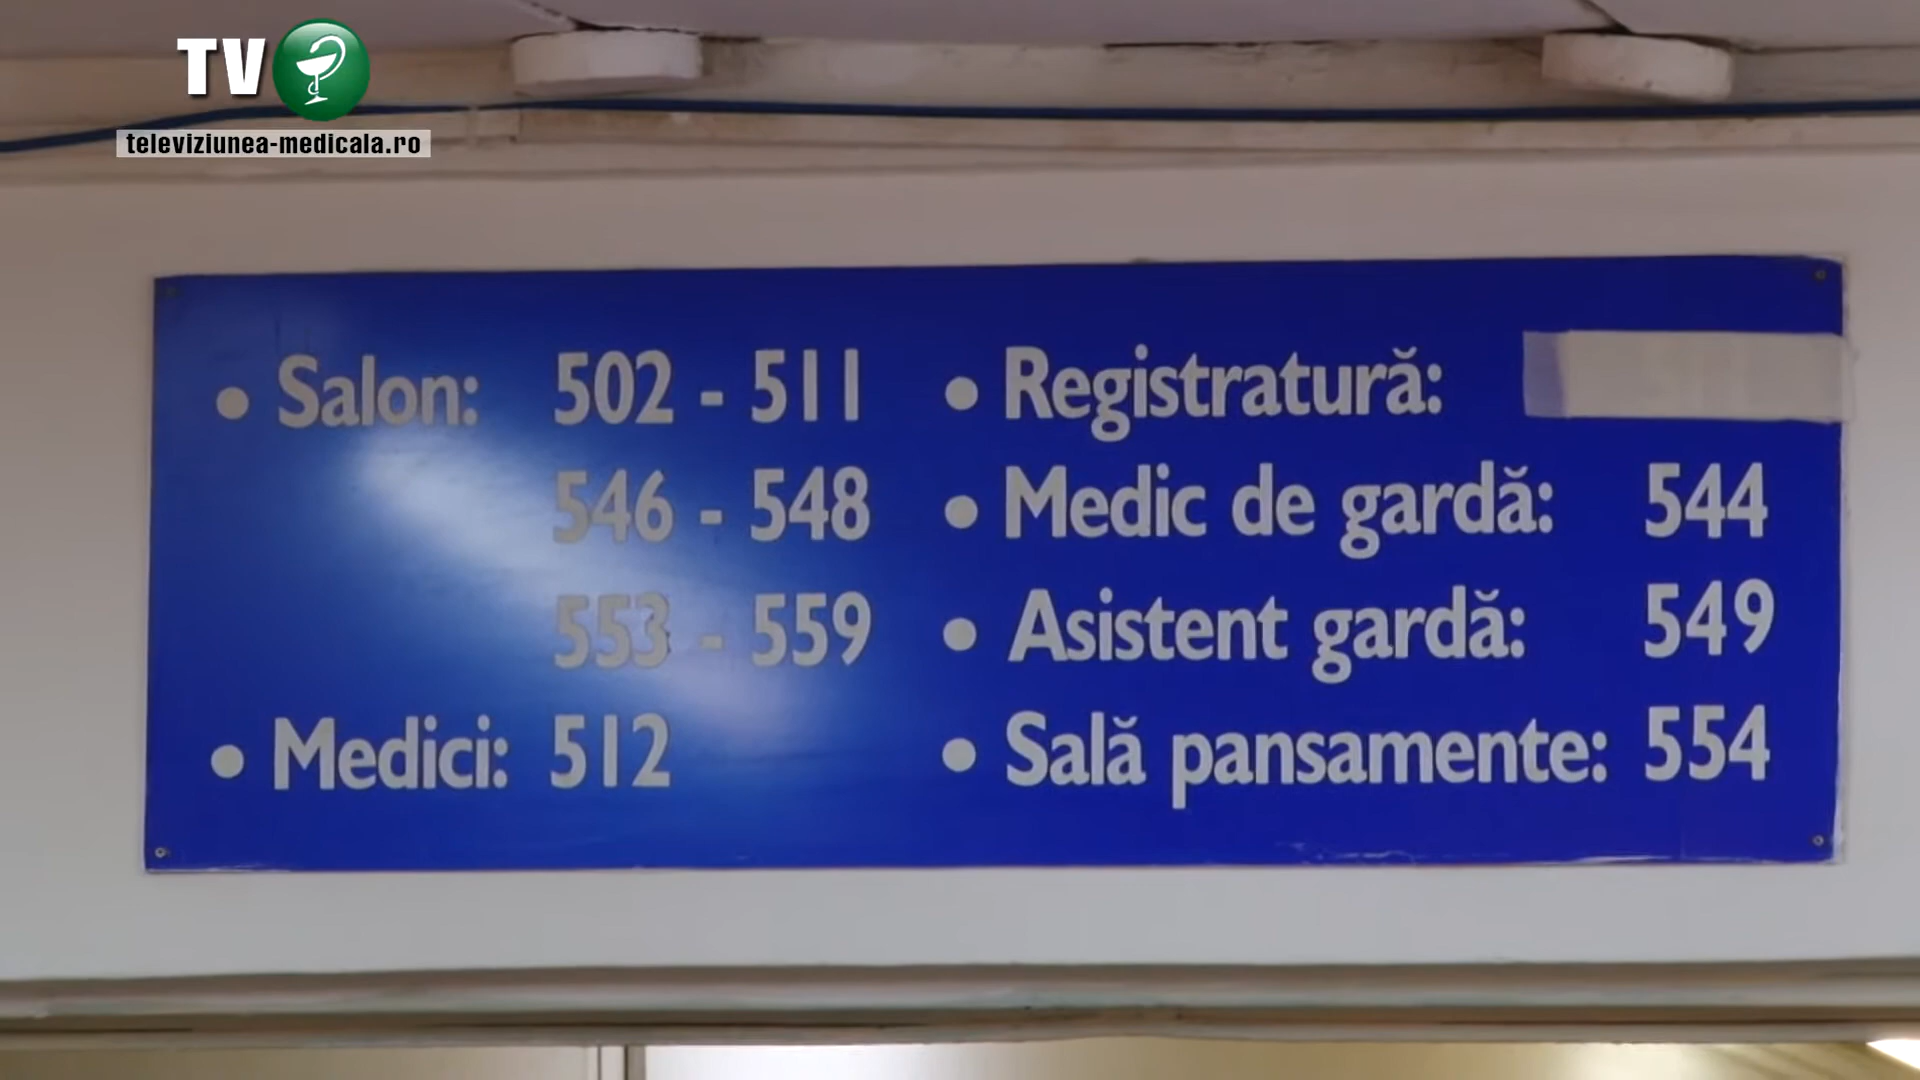 TV
televiziunea-medicala.ro
• Salon: 502 - 511
546 - 548
553 - 559
• Medici: 512
• Registratură:
• Medic de gardă: 544
• Asistent gardă: 549
• Sală pansamente: 554